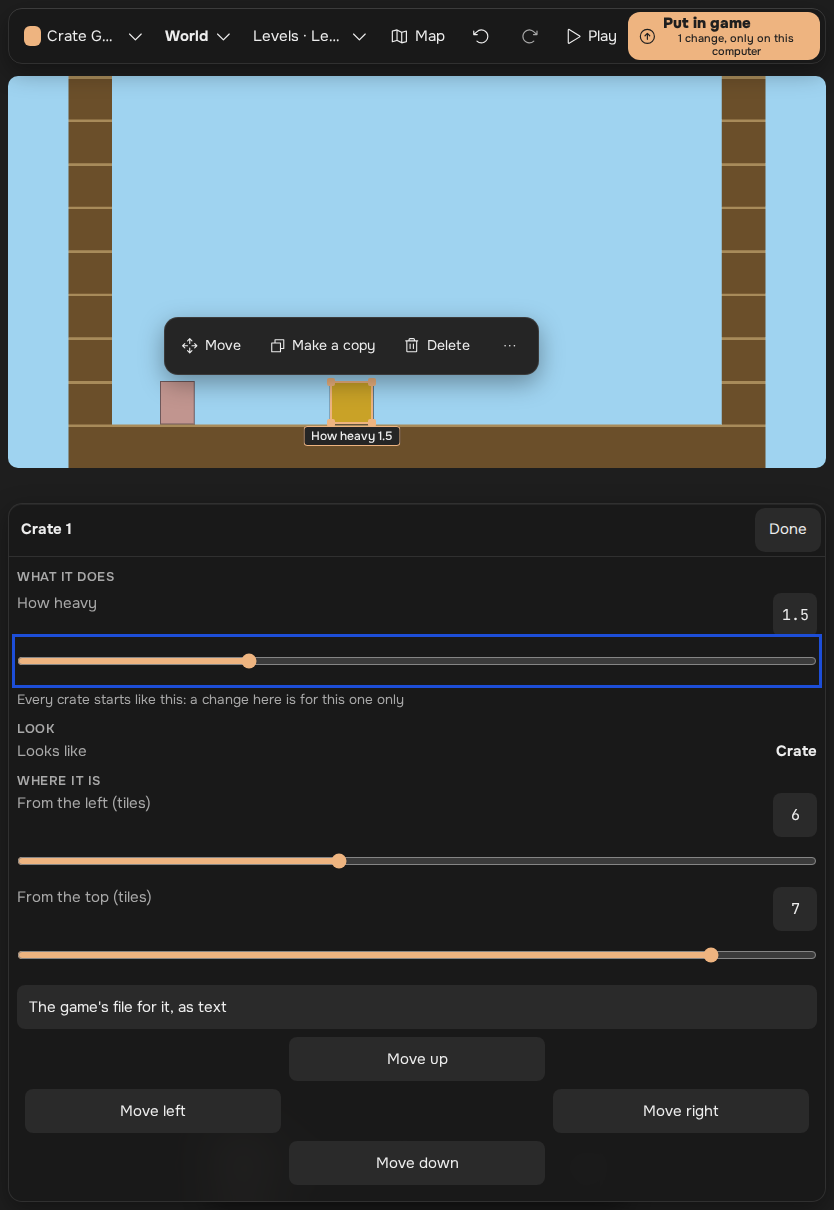 Crate G...
World
Levels · Le...
Map
Play
Put in game
1 change, only on this
computer
Move
Make a copy
Delete
...
How heavy 1.5
Crate 1
Done
WHAT IT DOES
How heavy
1.5
Every crate starts like this: a change here is for this one only
LOOK
Looks like
Crate
WHERE IT IS
From the left (tiles)
6
From the top (tiles)
7
The game's file for it, as text
Move up
Move left
Move right
Move down